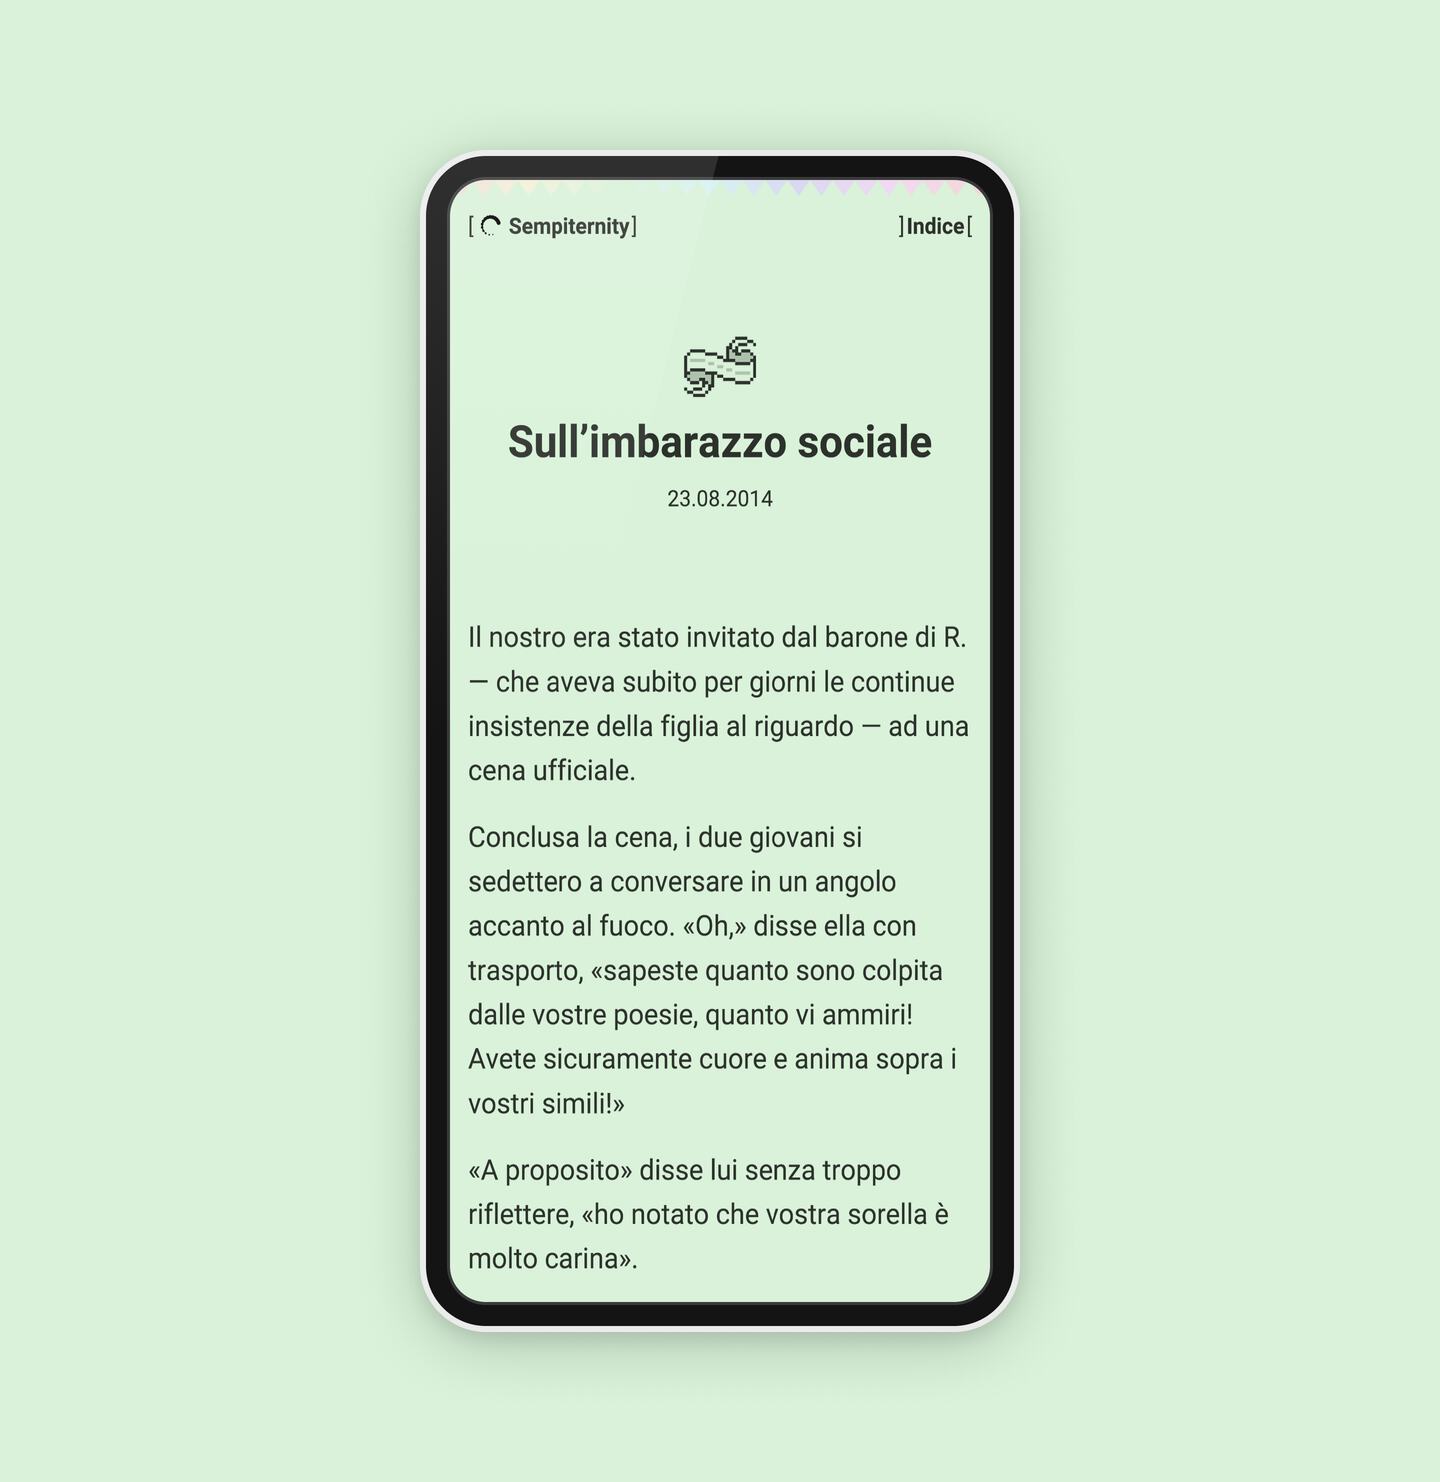 [ Sempiternity]
]Indice[
Sull’imbarazzo sociale
23.08.2014
Il nostro era stato invitato dal barone di R.
— che aveva subito per giorni le continue
insistenze della figlia al riguardo — ad una
cena ufficiale.
Conclusa la cena, i due giovani si
sedettero a conversare in un angolo
accanto al fuoco. «Oh,» disse ella con
trasporto, «sapeste quanto sono colpita
dalle vostre poesie, quanto vi ammiri!
Avete sicuramente cuore e anima sopra i
vostri simili!»
«A proposito» disse lui senza troppo
riflettere, «ho notato che vostra sorella è
molto carina».